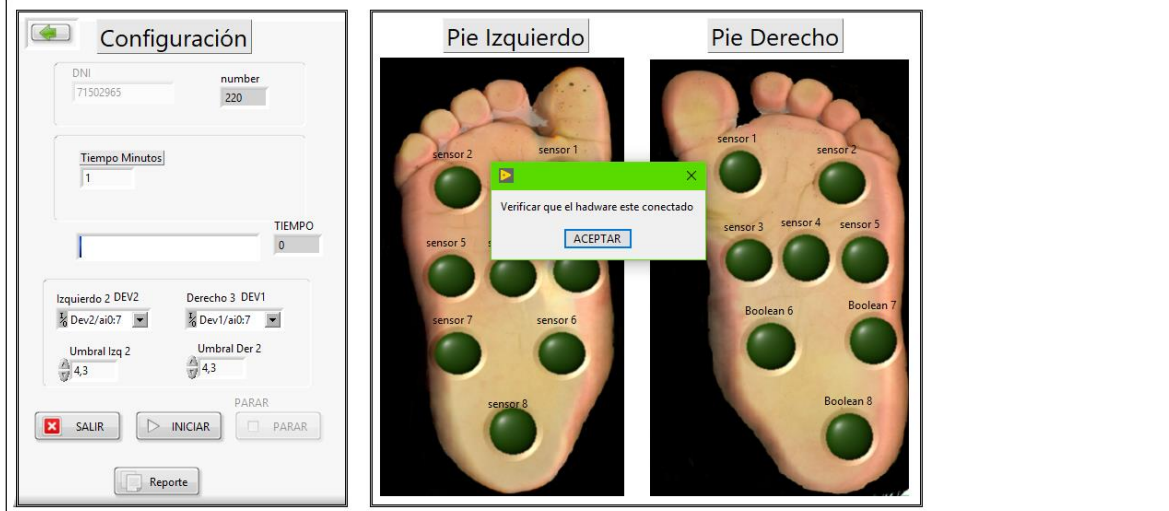 Configuración
DNI
71502965
number
220
Tiempo Minutos
1
TIEMPO
0
Izquierdo 2 DEV2
Derecho 3 DEV1
Dev2/ai0:7
Dev1/ai0:7
Umbral Izq 2
Umbral Der 2
4,3
4,3
PARAR
SALIR
INICIAR
PARAR
Reporte
Pie Izquierdo
Pie Derecho
sensor 2
sensor 1
sensor 1
sensor 2
Verificar que el hadware este conectado
ACEPTAR
sensor 5
s
sensor 3
sensor 4
sensor 5
sensor 7
sensor 6
Boolean 6
Boolean 7
sensor 8
Boolean 8